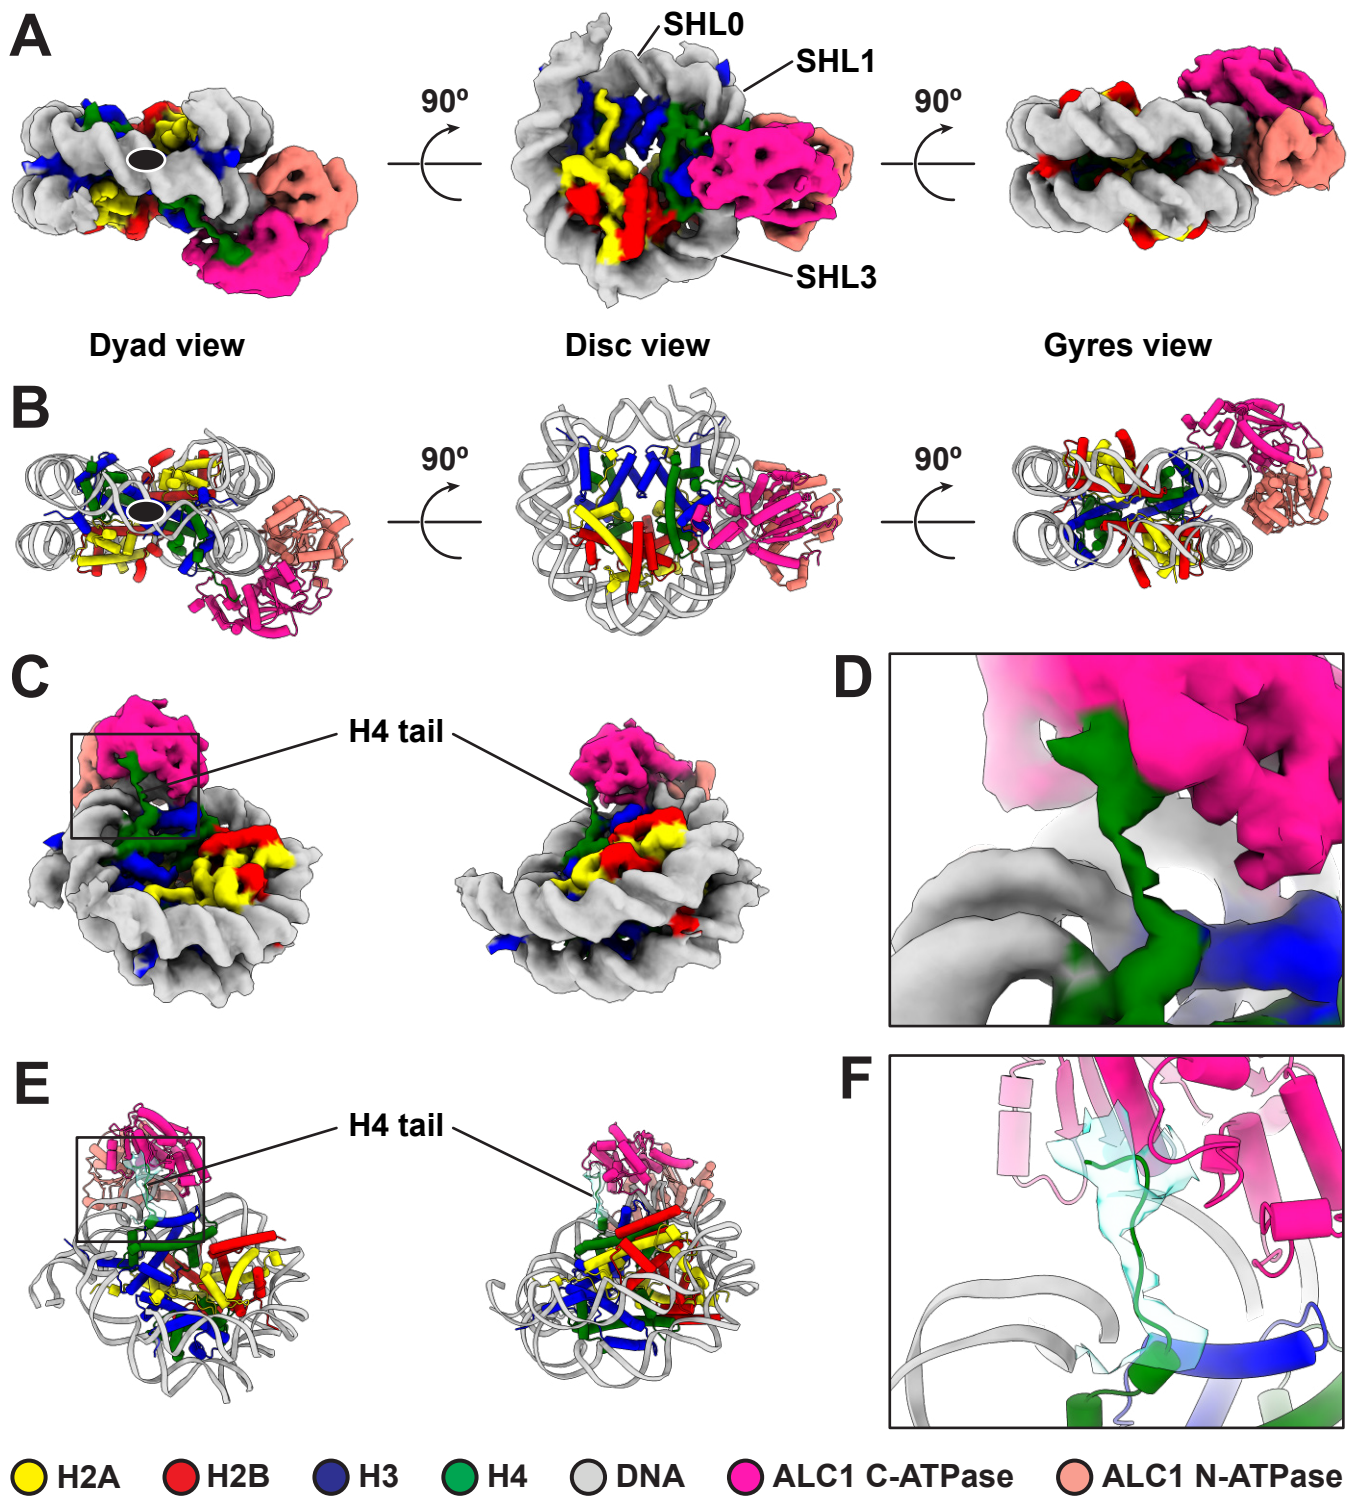 A
SHL0
SHL1
90º
90º
SHL3
Dyad view
Disc view
Gyres view
B
90º
90º
C
H4 tail
D
E
H4 tail
F
H2A
H2B
H3
H4
DNA
ALC1 C-ATPase
ALC1 N-ATPase